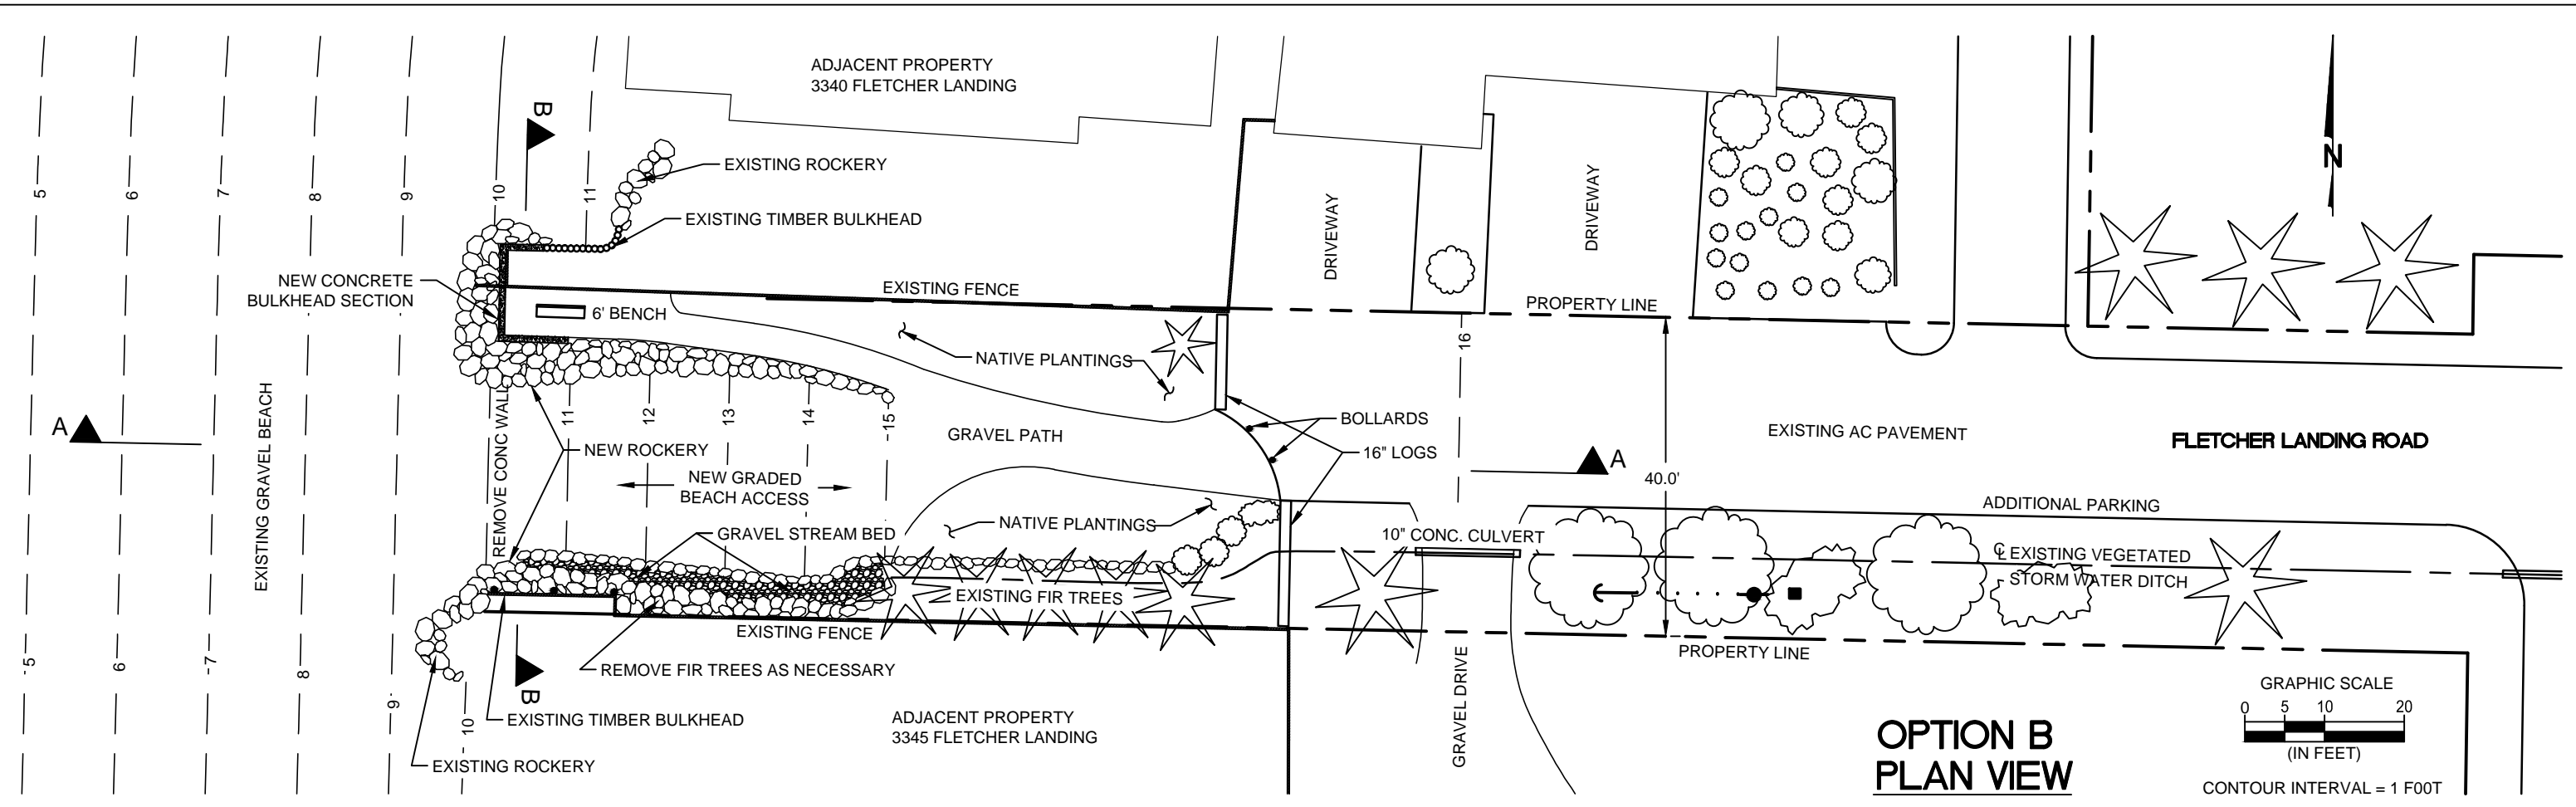 ADJACENT PROPERTY
3340 FLETCHER LANDING
B
EXISTING ROCKERY
EXISTING TIMBER BULKHEAD
N
5
6
7
8
9
10
11
DRIVEWAY
DRIVEWAY
NEW CONCRETE
BULKHEAD SECTION
EXISTING FENCE
6' BENCH
PROPERTY LINE
NATIVE PLANTINGS
16
A
EXISTING GRAVEL BEACH
REMOVE CONC WALL
11
12
13
14
15
GRAVEL PATH
BOLLARDS
16" LOGS
NEW ROCKERY
NEW GRADED
BEACH ACCESS
EXISTING AC PAVEMENT
FLETCHER LANDING ROAD
A
40.0'
ADDITIONAL PARKING
GRAVEL STREAM BED
NATIVE PLANTINGS
10" CONC. CULVERT
℄ EXISTING VEGETATED
STORM WATER DITCH
EXISTING FIR TREES
EXISTING FENCE
PROPERTY LINE
REMOVE FIR TREES AS NECESSARY
5
6
7
8
9
10
B
EXISTING TIMBER BULKHEAD
EXISTING ROCKERY
ADJACENT PROPERTY
3345 FLETCHER LANDING
GRAVEL DRIVE
OPTION B
PLAN VIEW
GRAPHIC SCALE
0 5 10 20
(IN FEET)
CONTOUR INTERVAL = 1 F00T